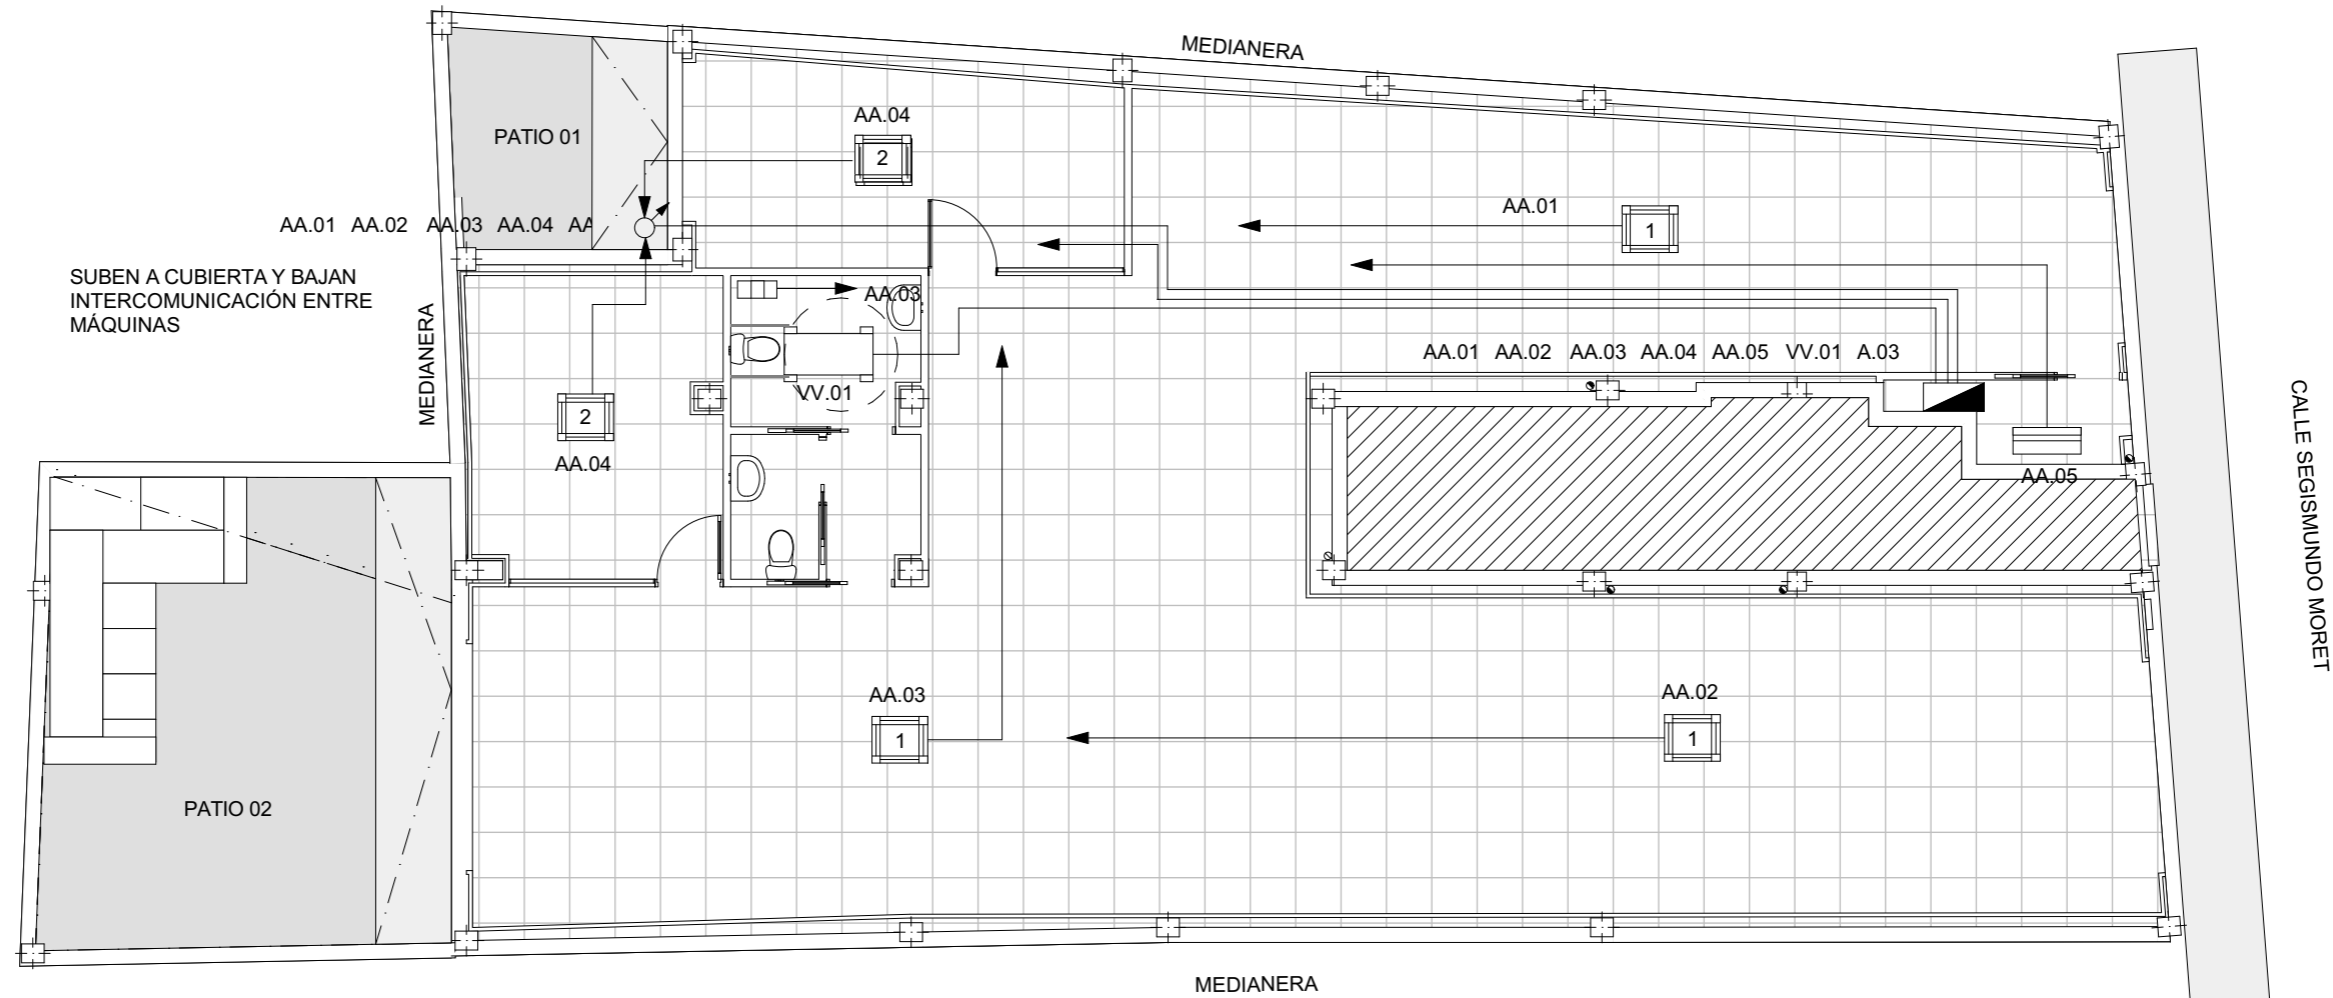 MEDIANERA
AA.04
PATIO 01
2
AA.01
1
AA.01 AA.02 AA.03 AA.04 AA
SUBEN A CUBIERTA Y BAJAN
INTERCOMUNICACIÓN ENTRE
MÁQUINAS
AA.03
MEDIANERA
AA.01 AA.02 AA.03 AA.04 AA.05 VV.01 A.03
VV.01
2
AA.04
AA.05
CALLE SEGISMUNDO MORET
AA.03
1
AA.02
1
PATIO 02
MEDIANERA